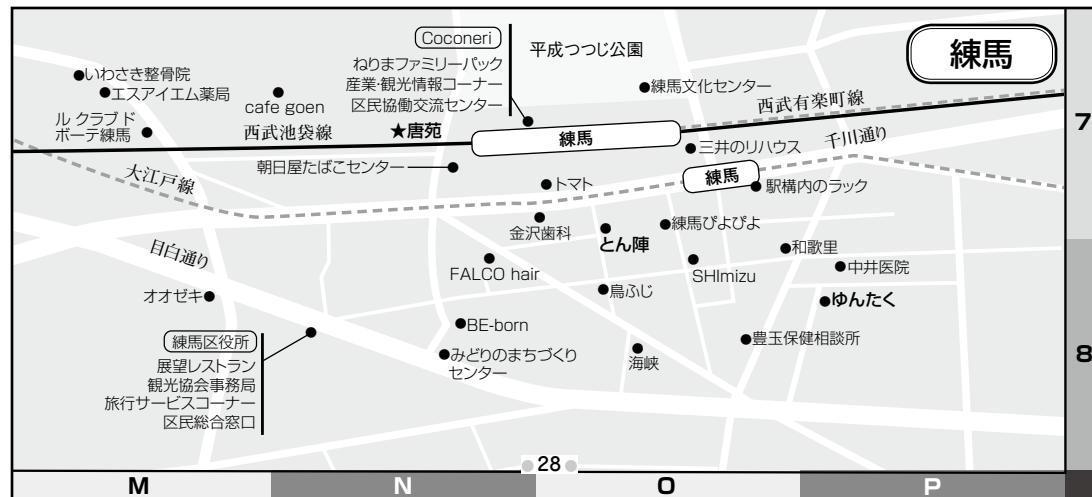 練馬
Coconeri
ねりまファミリーパック
産業・観光情報コーナー
区民協働交流センター
平成つつじ公園
いわさき整骨院
エスアイエム薬局
cafe goen
練馬文化センター
ル クラブ ド
ボーテ練馬
西武池袋線
★唐苑
練馬
西武有楽町線
千川通り
三井のリハウス
朝日屋たばこセンター
大江戸線
トマト
練馬
駅構内のラック
金沢歯科
とん陣
練馬ぴよぴよ
目白通り
FALCO hair
SHImizu
和歌里
中井医院
オオゼキ
鳥ふじ
ゆんたく
BE-born
練馬区役所
展望レストラン
観光協会事務局
旅行サービスコーナー
区民総合窓口
みどりのまちづくり
センター
海峡
豊玉保健相談所
7
8
28
M
N
O
P